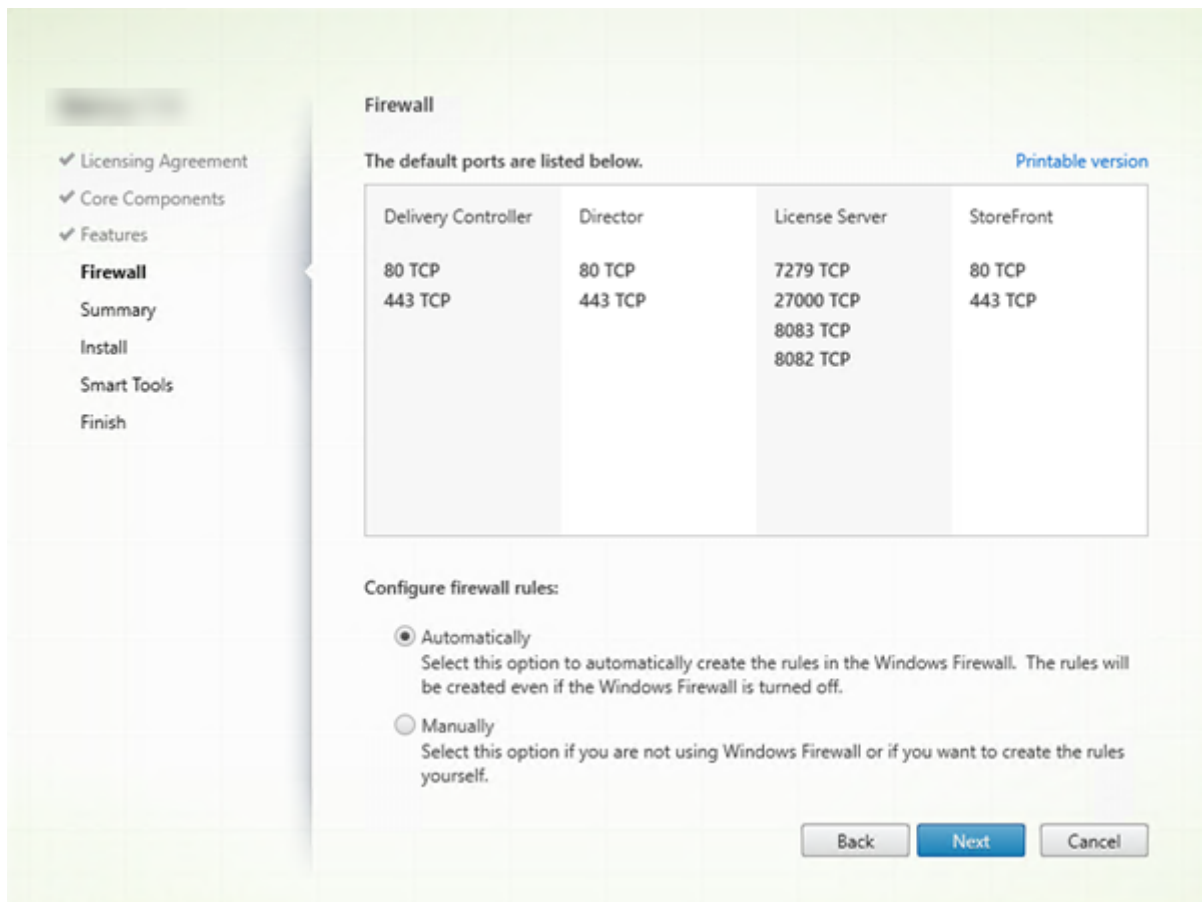 Licensing Agreement
Core Components
Features
Firewall
Summary
Install
Smart Tools
Finish
Firewall
The default ports are listed below.
Printable version
Delivery Controller
80 TCP
443 TCP
Director
80 TCP
443 TCP
License Server
7279 TCP
27000 TCP
8083 TCP
8082 TCP
StoreFront
80 TCP
443 TCP
Configure firewall rules:
Automatically
Select this option to automatically create the rules in the Windows Firewall.  The rules will
be created even if the Windows Firewall is turned off.
Manually
Select this option if you are not using Windows Firewall or if you want to create the rules
yourself.
Back
Next
Cancel